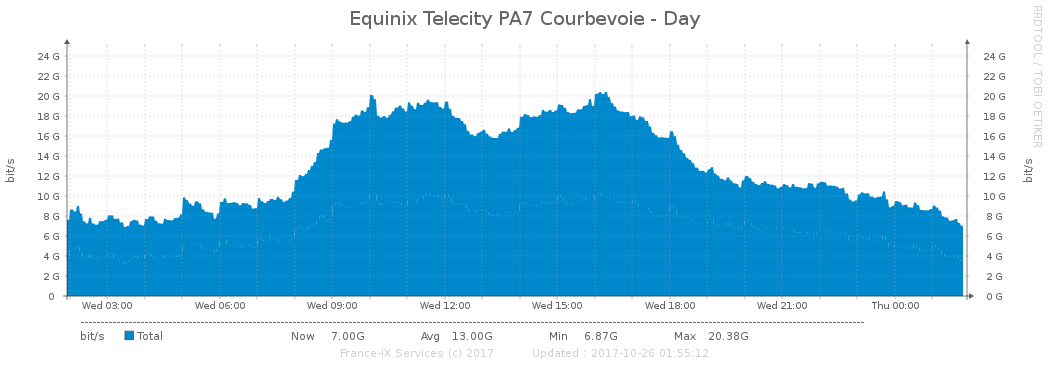 Equinix Telecity PA7 Courbevoie - Day
RRDTOOL / TOBI OETIKER
bit/s
24 G 24 G
22 G 22 G
20 G 20 G
18 G 18 G
16 G 16 G
14 G 14 G
12 G 12 G
10 G 10 G
8 G 8 G
6 G 6 G
4 G 4 G
2 G 2 G
0 0 G
bit/s
Wed 03:00 Wed 06:00 Wed 09:00 Wed 12:00 Wed 15:00 Wed 18:00 Wed 21:00 Thu 00:00
bit/s Total Now 7.00G Avg 13.00G Min 6.87G Max 20.38G
France-IX Services (c) 2017 Updated : 2017-10-26 01:55:12